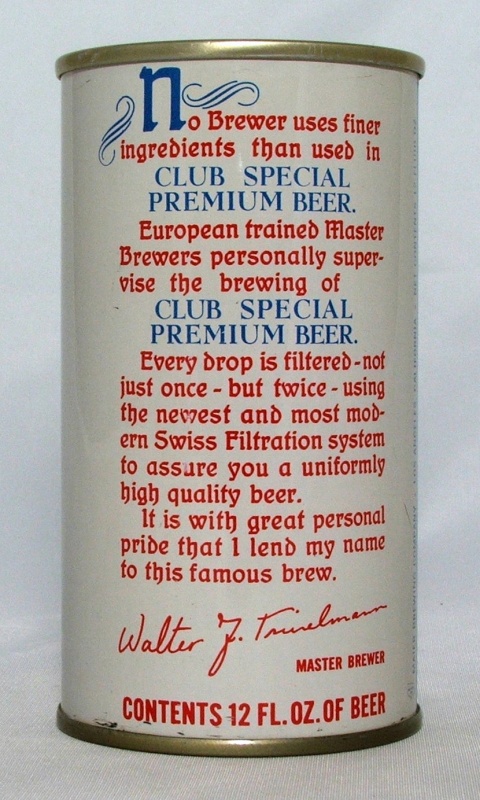 No Brewer uses finer
ingredients than used in
CLUB SPECIAL
PREMIUM BEER.
European trained Master
Brewers personally super-
vise the brewing of
CLUB SPECIAL
PREMIUM BEER.
Every drop is filtered-not
just once - but twice - using
the newest and most mod-
ern Swiss Filtration system
to assure you a uniformly
high quality beer.
It is with great personal
pride that I lend my name
to this famous brew.
Walter J.
MASTER BREWER
CONTENTS 12 FL. OZ. OF BEER